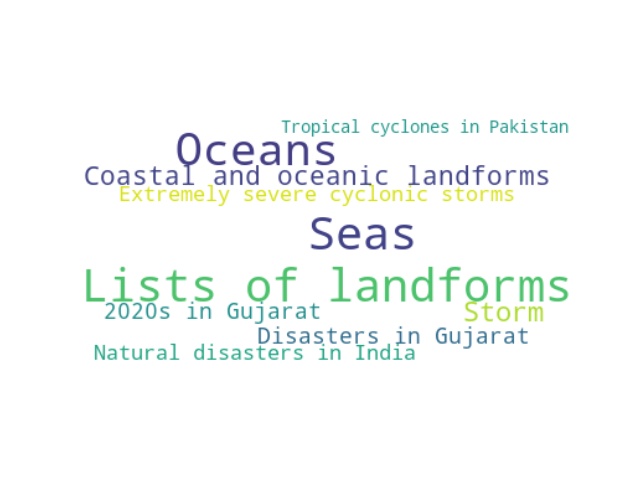 Tropical cyclones in Pakistan
Oceans
Coastal and oceanic landforms
Extremely severe cyclonic storms
Seas
Lists of landforms
2020s in Gujarat
Storm
Disasters in Gujarat
Natural disasters in India